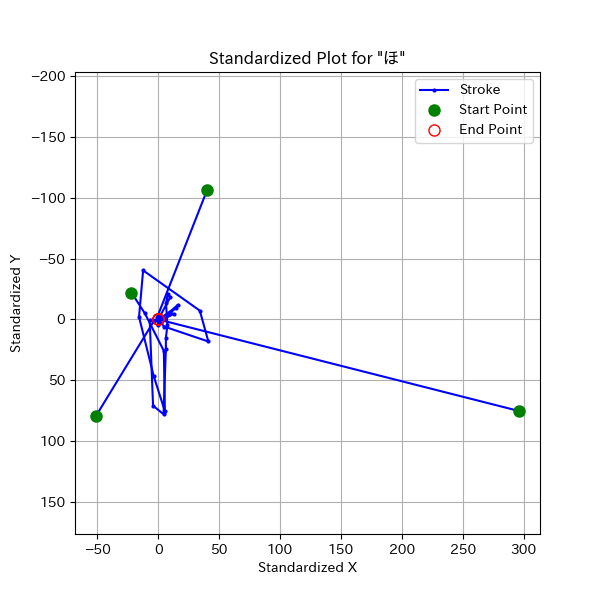 Standardized Plot for "ほ"
Stroke
Start Point
End Point
−200
−150
−100
−50
0
50
100
150
Standardized Y
−50
0
50
100
150
200
250
300
Standardized X